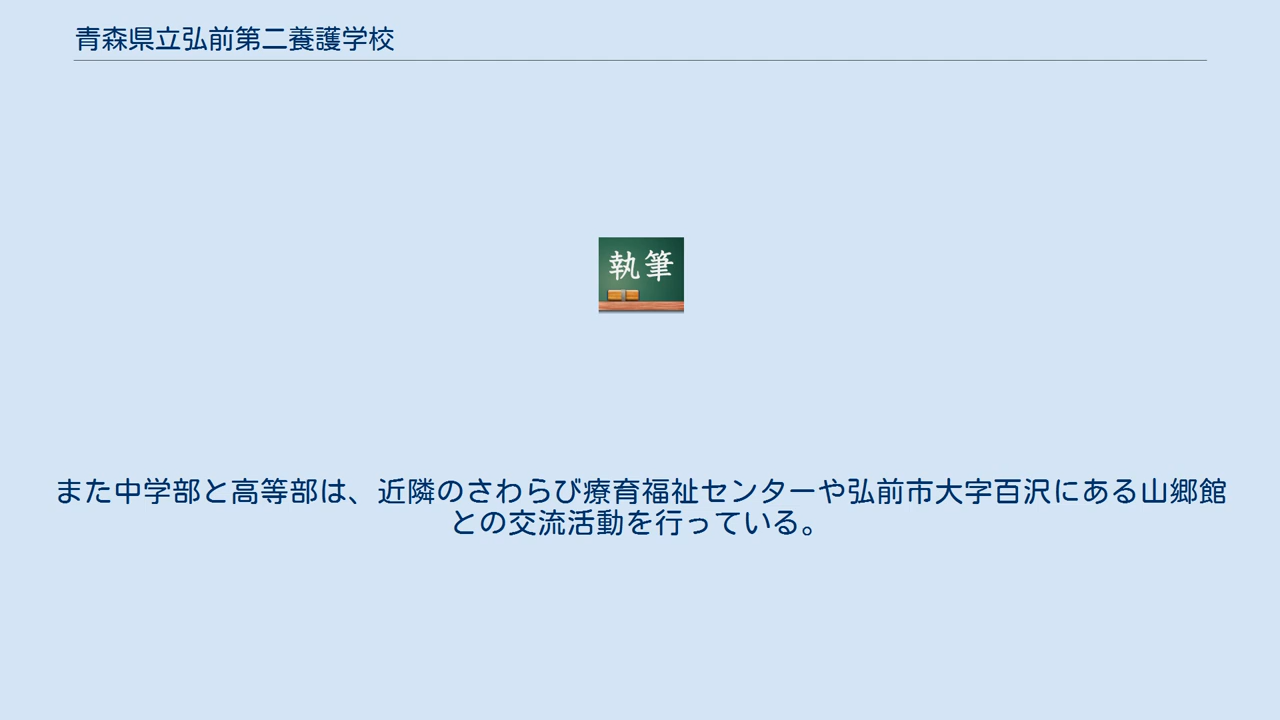 青森県立弘前第二養護学校
執筆
また中学部と高等部は、近隣のさわらび療育福祉センターや弘前市大字百沢にある山郷館
との交流活動を行っている。